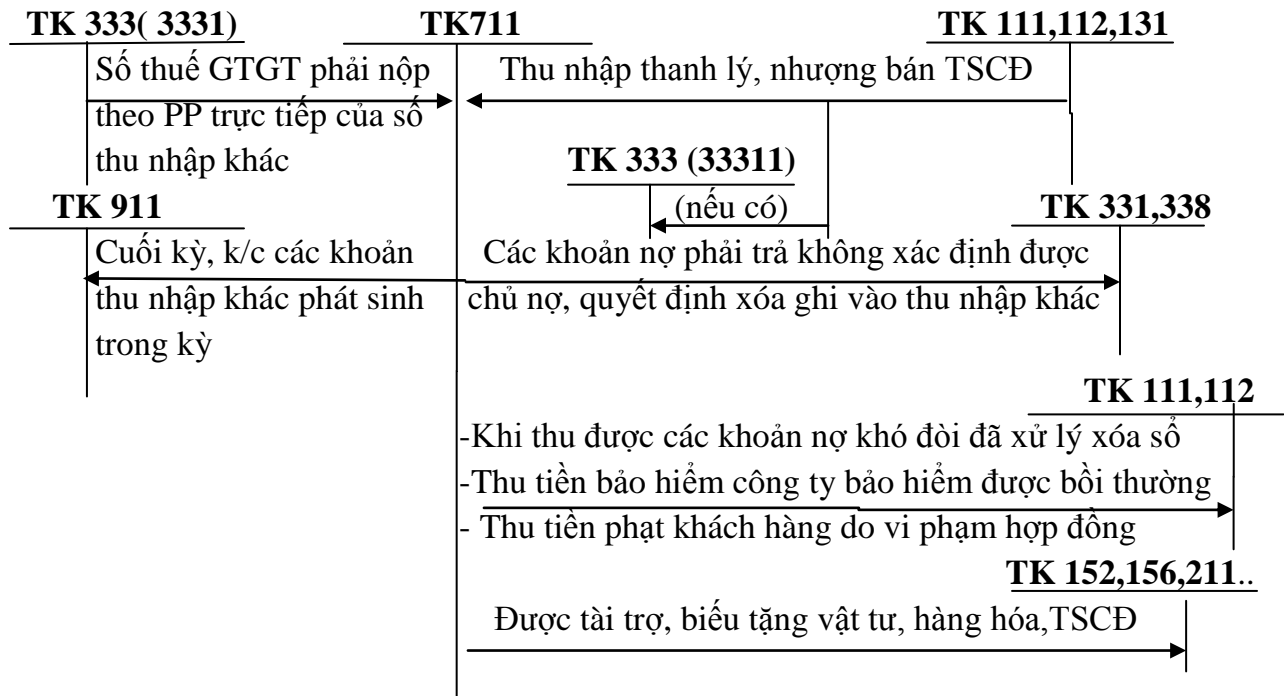 TK 333( 3331) TK711 TK 111,112,131
Số thuế GTGT phải nộp Thu nhập thanh lý, nhượng bán TSCĐ
theo PP trực tiếp của số
thu nhập khác TK 333 (33311)
TK 911 (nếu có) TK 331,338
Cuối kỳ, k/c các khoản Các khoản nợ phải trả không xác định được
thu nhập khác phát sinh chủ nợ, quyết định xóa ghi vào thu nhập khác
trong kỳ
TK 111,112
-Khi thu được các khoản nợ khó đòi đã xử lý xóa sổ
-Thu tiền bảo hiểm công ty bảo hiểm được bồi thường
- Thu tiền phạt khách hàng do vi phạm hợp đồng
TK 152,156,211..
Được tài trợ, biếu tặng vật tư, hàng hóa,TSCĐ